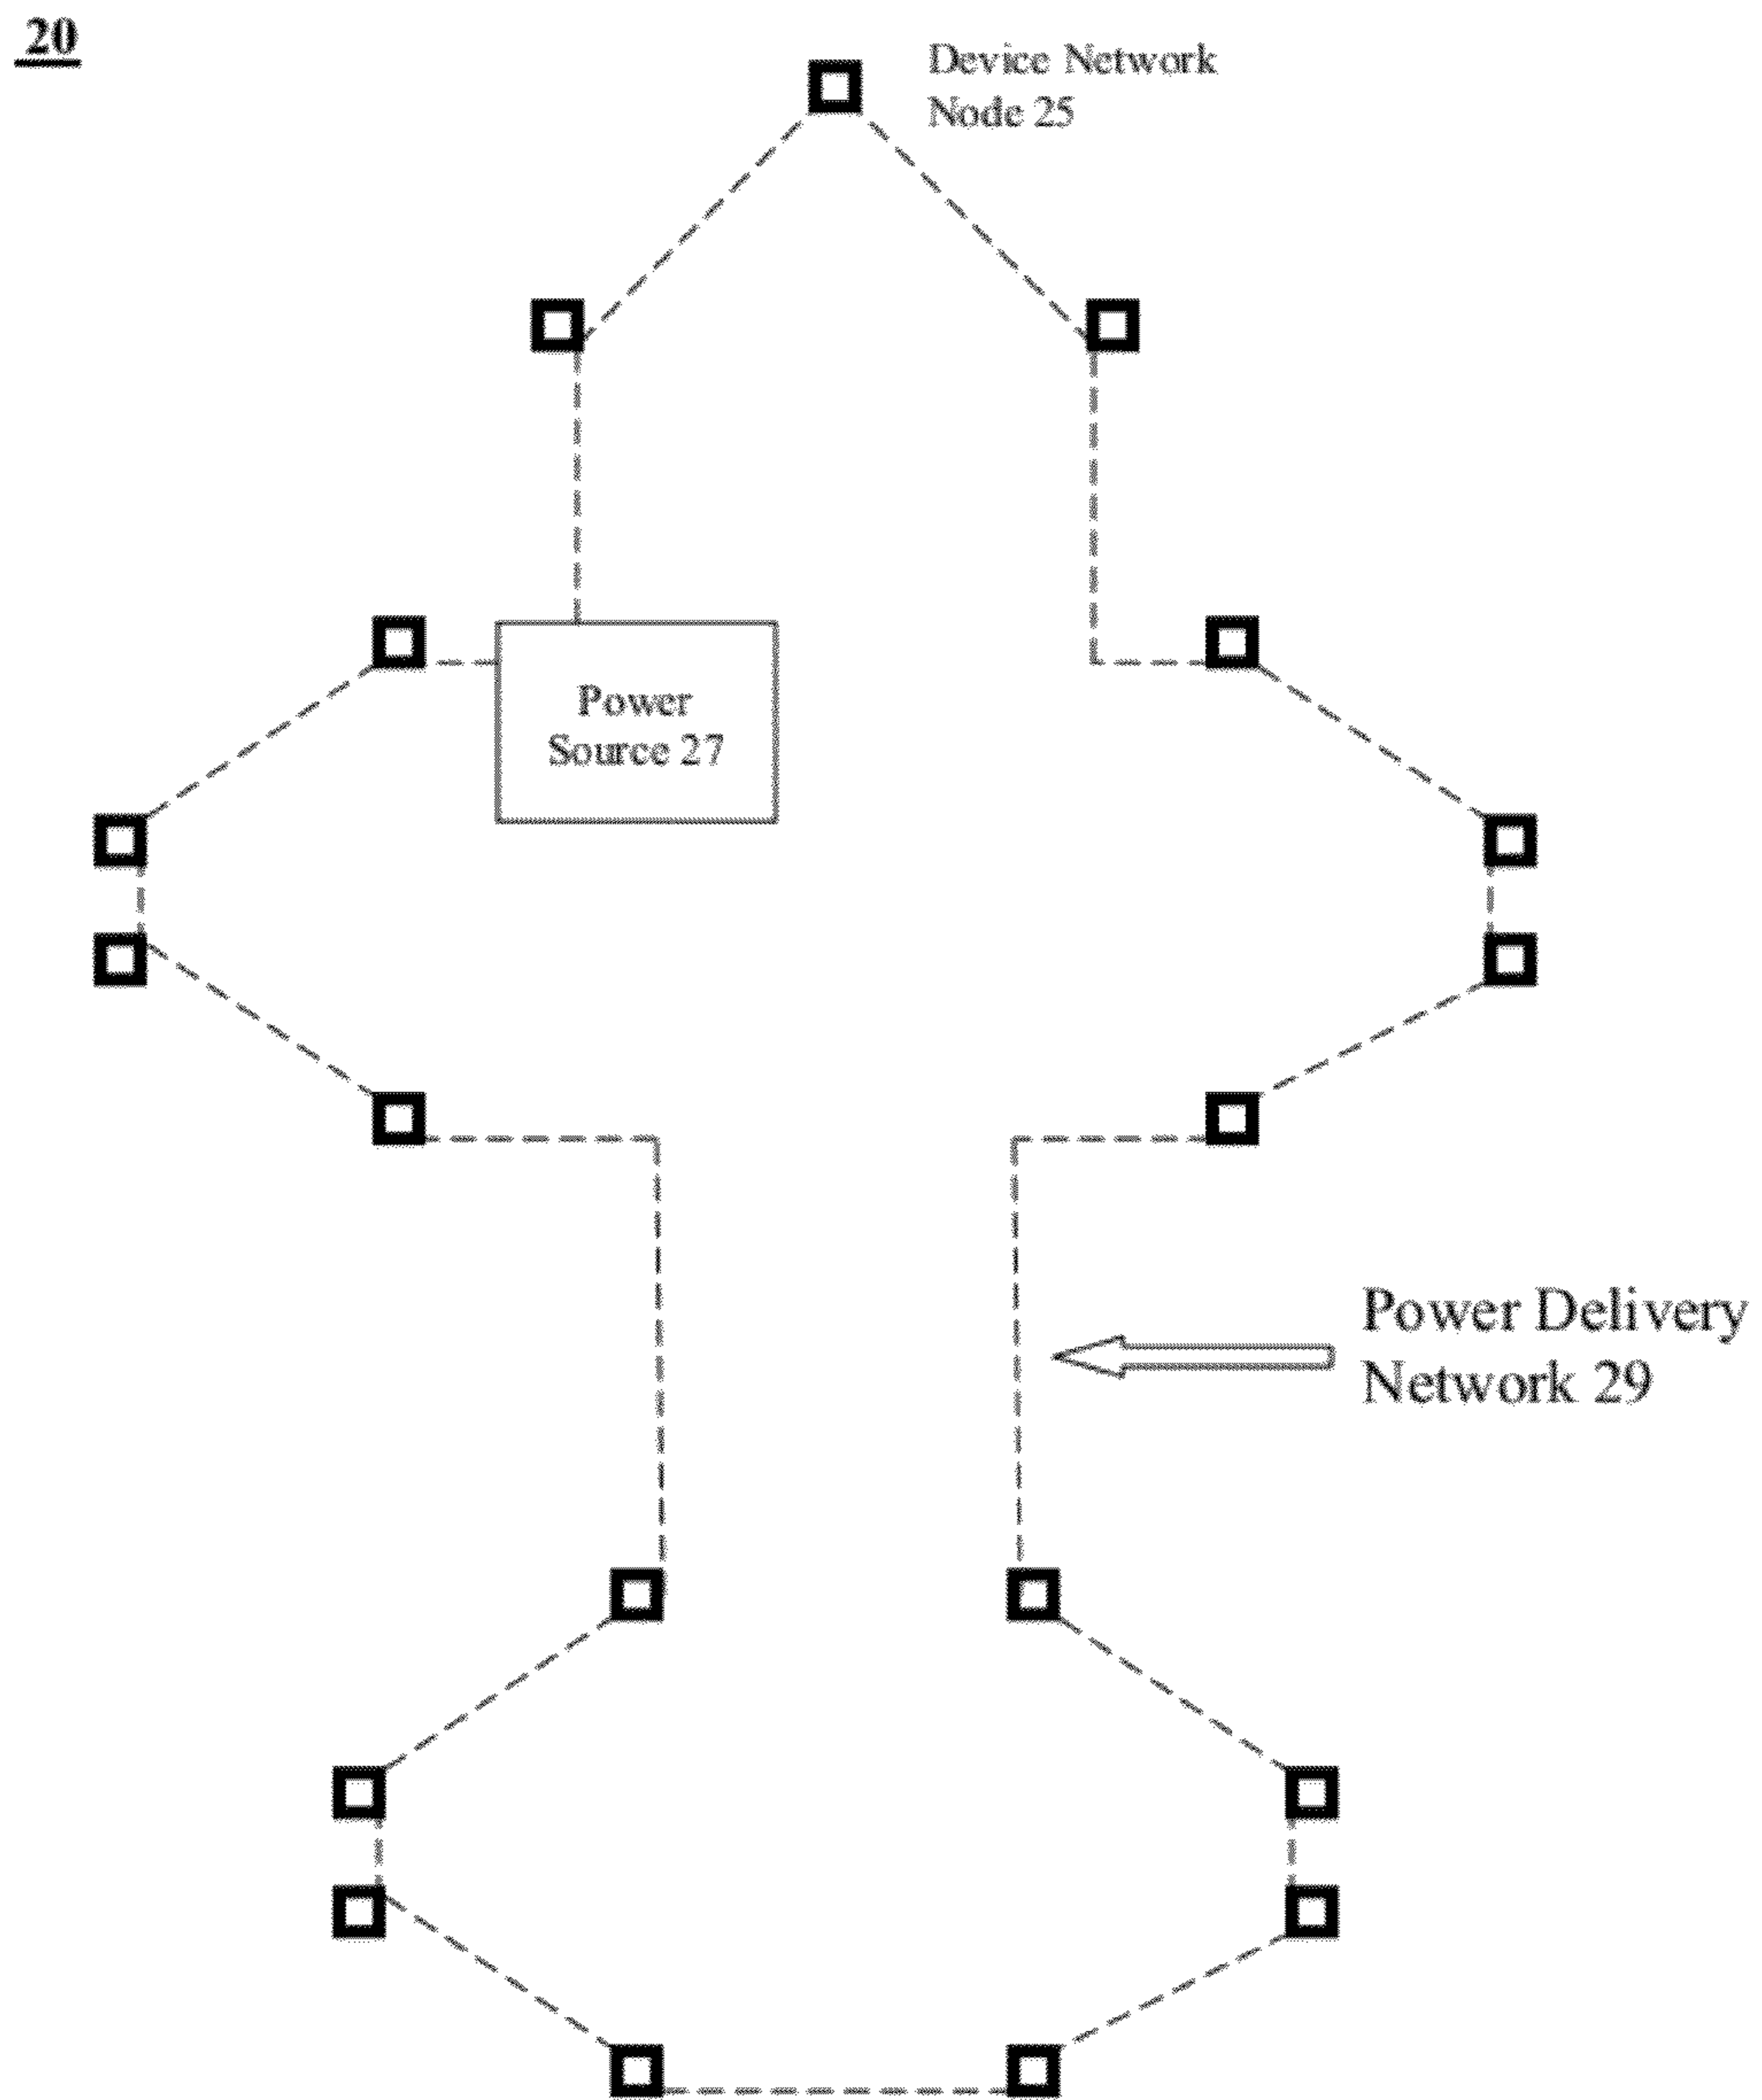 20
Device Network
Node 25
Power
Source 27
Power Delivery
Network 29